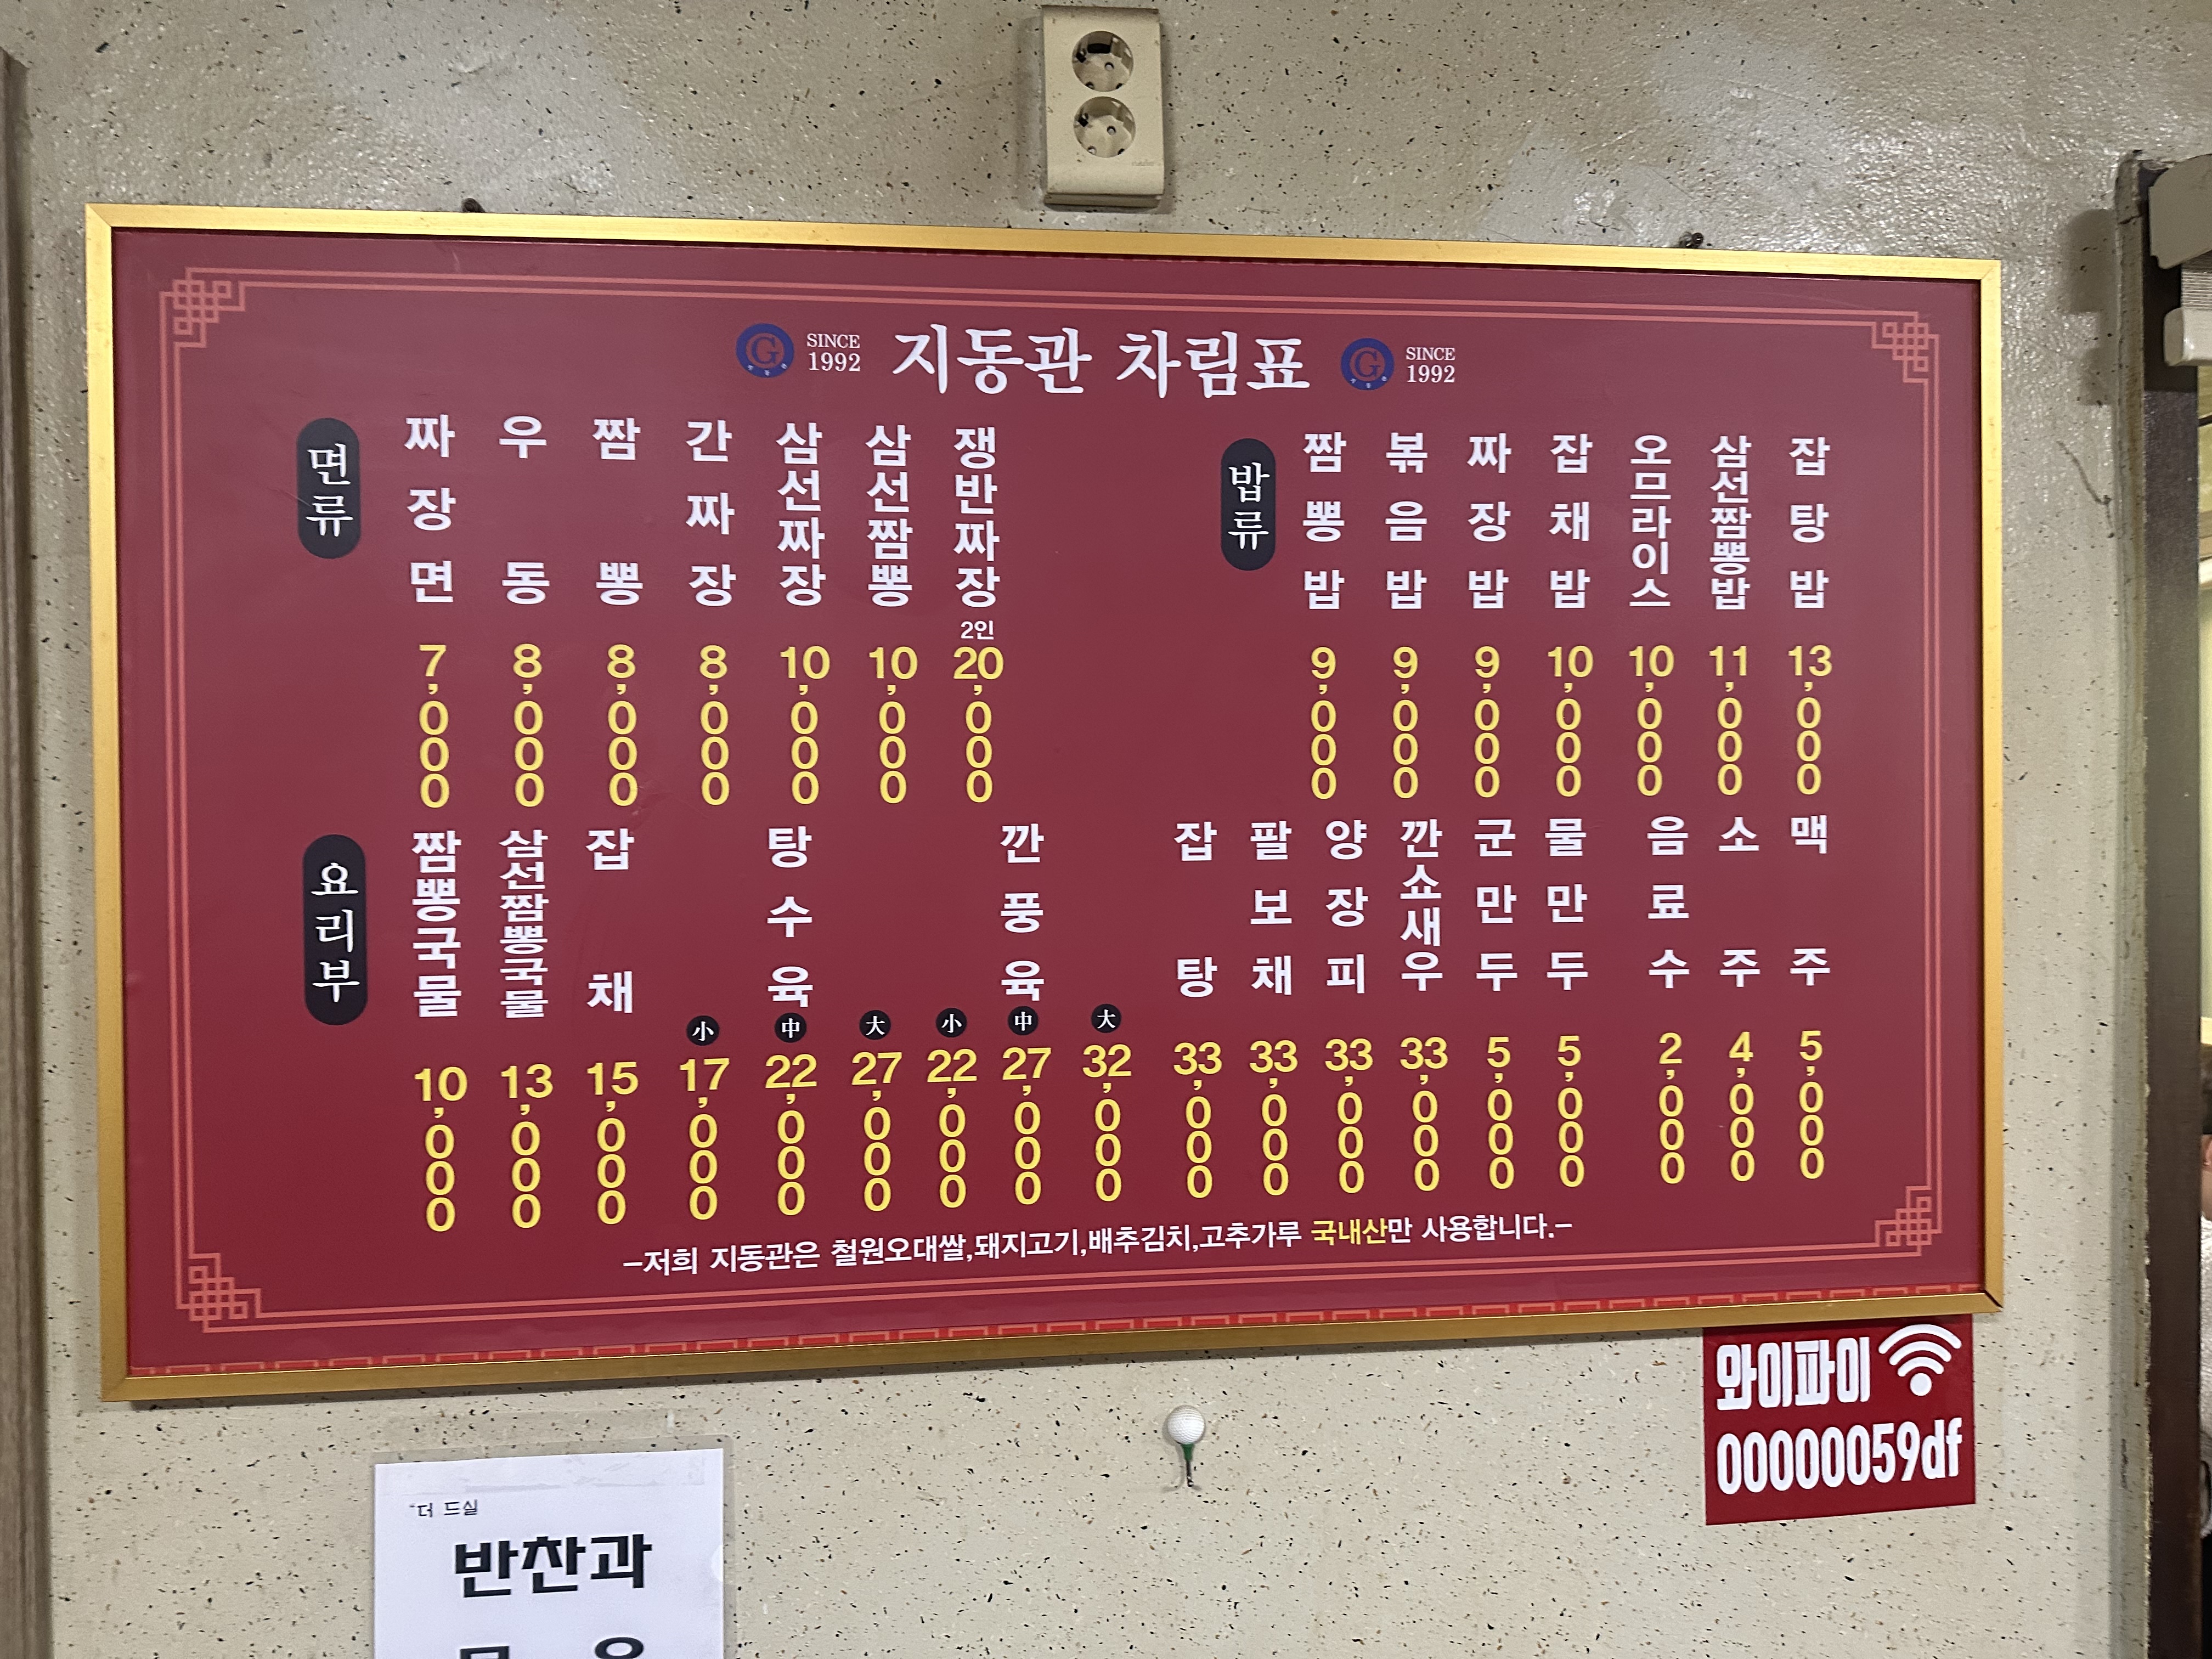 SINCE 1992 지동관 차림표 SINCE 1992
면류
짜장면 7,000
우동 8,000
짬뽕 8,000
간짜장 8,000
삼선짜장 10,000
삼선짬뽕 10,000
쟁반짜장 2인 20,000
밥류
짬뽕밥 9,000
볶음밥 9,000
짜장밥 9,000
잡채밥 10,000
오므라이스 10,000
삼선짬뽕밥 11,000
잡탕밥 13,000
요리부
짬뽕국물 10,000
삼선짬뽕국물 13,000
잡채 15,000
탕수육 小 17,000 中 22,000 大 27,000
깐풍육 小 22,000 中 27,000 大 32,000
잡탕 33,000
팔보채 33,000
양장피 33,000
깐쇼새우 33,000
군만두 5,000
물만두 5,000
음료수 2,000
소주 4,000
맥주 5,000
-저희 지동관은 철원오대쌀,돼지고기,배추김치,고추가루 국내산만 사용합니다.-
와이파이
00000059df
"더 드실
반찬과